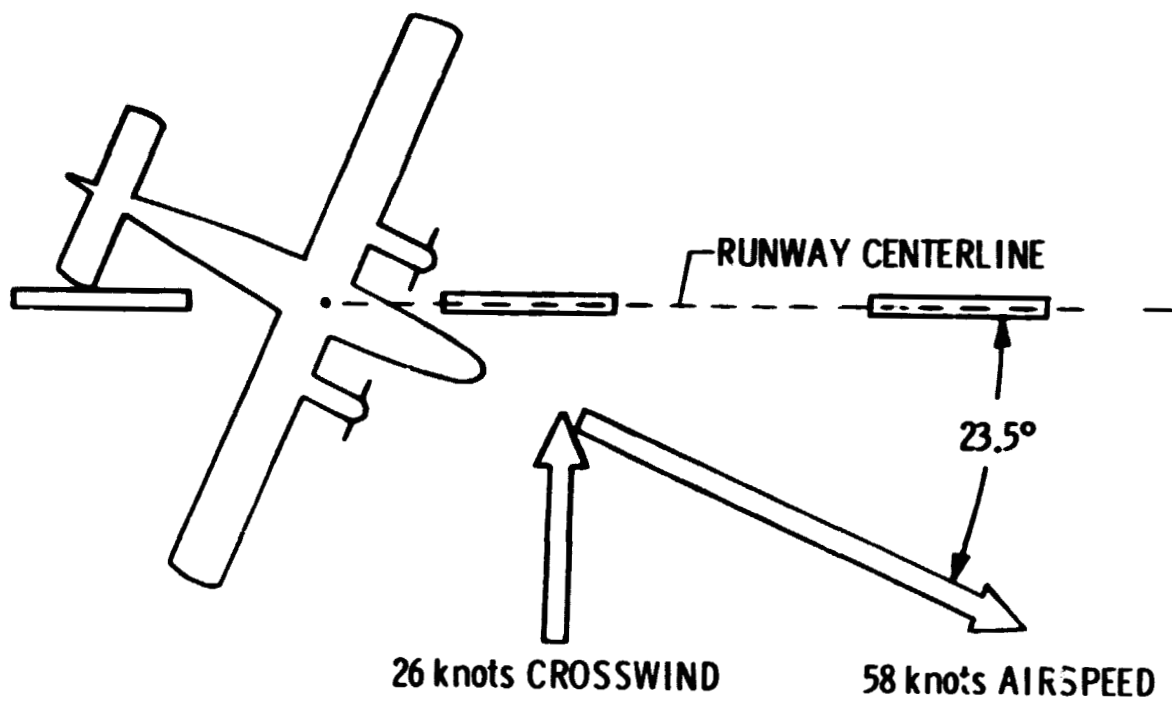 RUNWAY CENTERLINE
23.5°
26 knots CROSSWIND
58 knots AIRSPEED